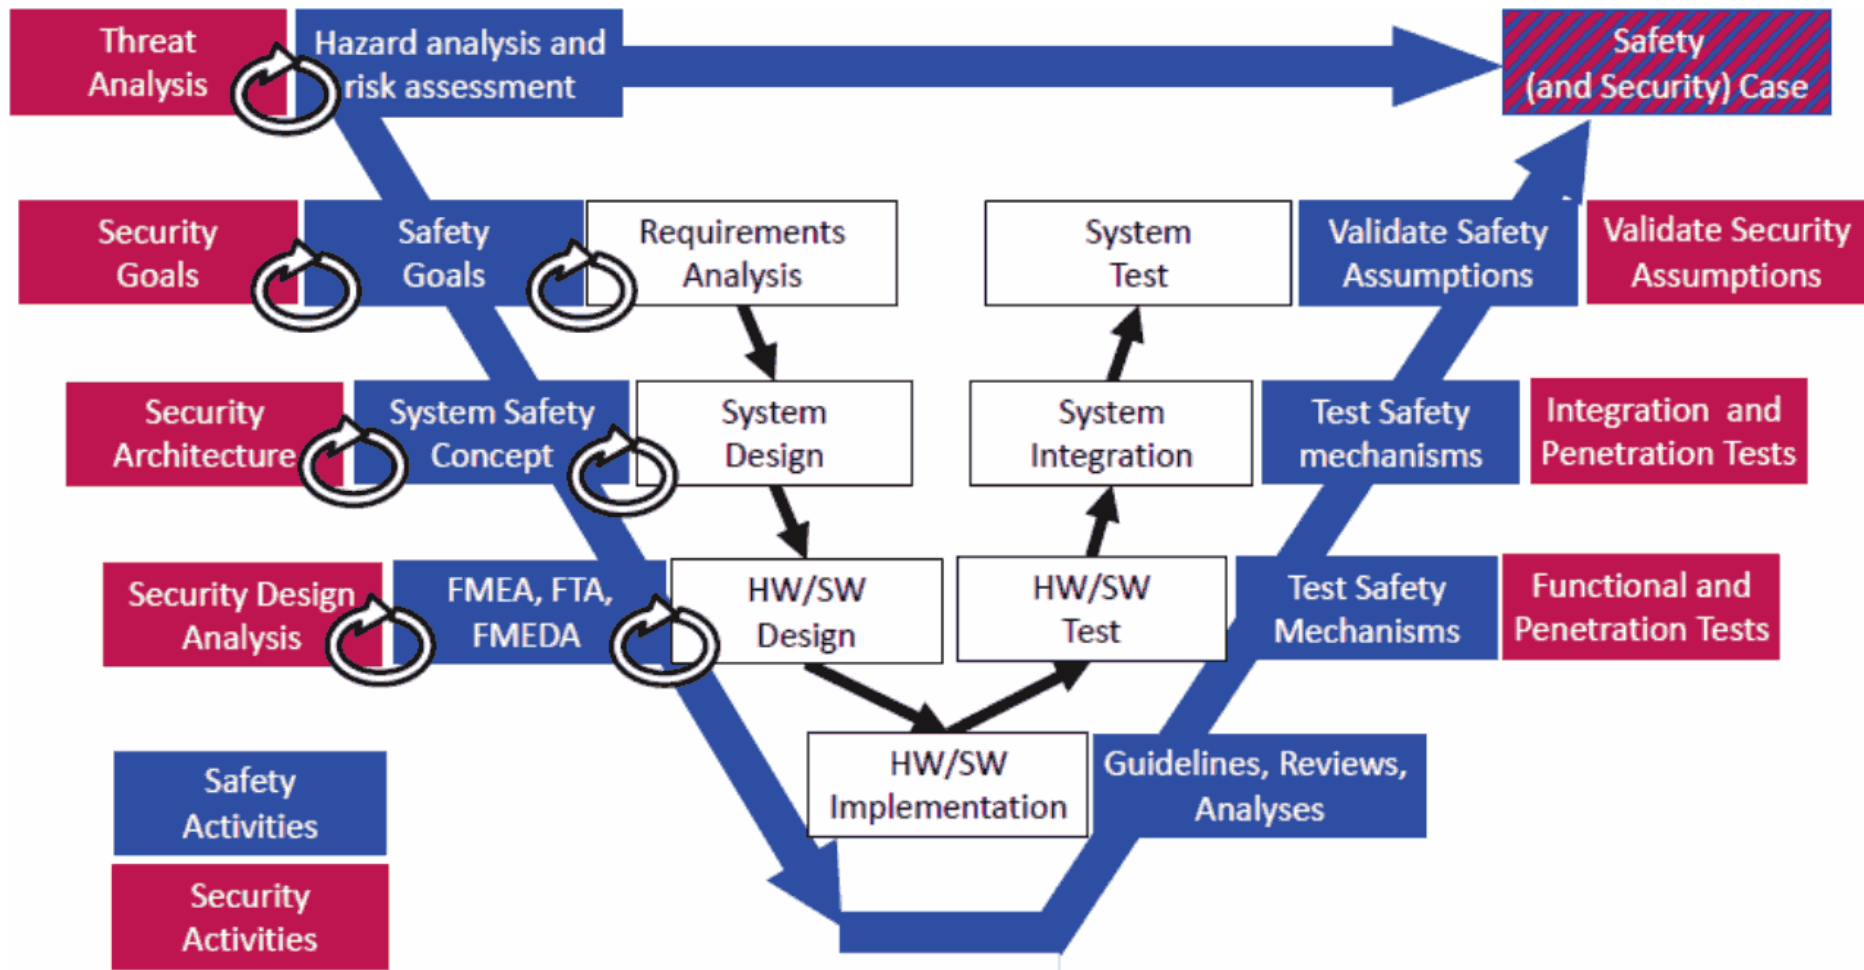 Threat
Analysis
Hazard analysis and
risk assessment
Safety
(and Security) Case
Security
Goals
Safety
Goals
Requirements
Analysis
System
Test
Validate Safety
Assumptions
Validate Security
Assumptions
Security
Architecture
System Safety
Concept
System
Design
System
Integration
Test Safety
mechanisms
Integration and
Penetration Tests
Security Design
Analysis
FMEA, FTA,
FMEDA
HW/SW
Design
HW/SW
Test
Test Safety
Mechanisms
Functional and
Penetration Tests
HW/SW
Implementation
Guidelines, Reviews,
Analyses
Safety
Activities
Security
Activities